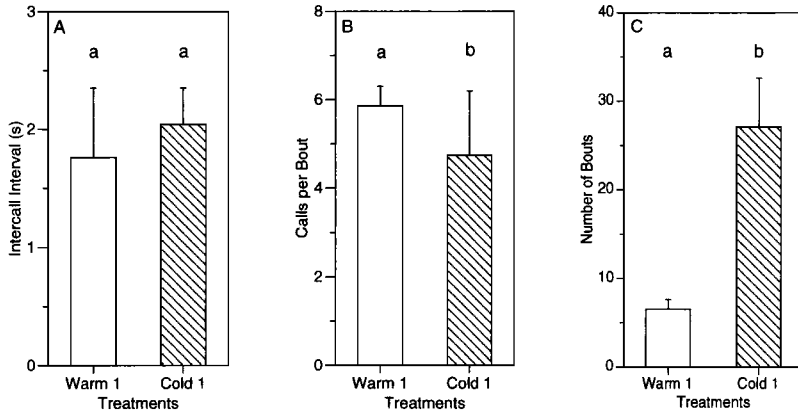 A
a
a
3
2
1
0
Intercall Interval (s)
Warm 1
Cold 1
Treatments
B
a
b
8
6
4
2
0
Calls per Bout
Warm 1
Cold 1
Treatments
C
a
b
40
30
20
10
0
Number of Bouts
Warm 1
Cold 1
Treatments